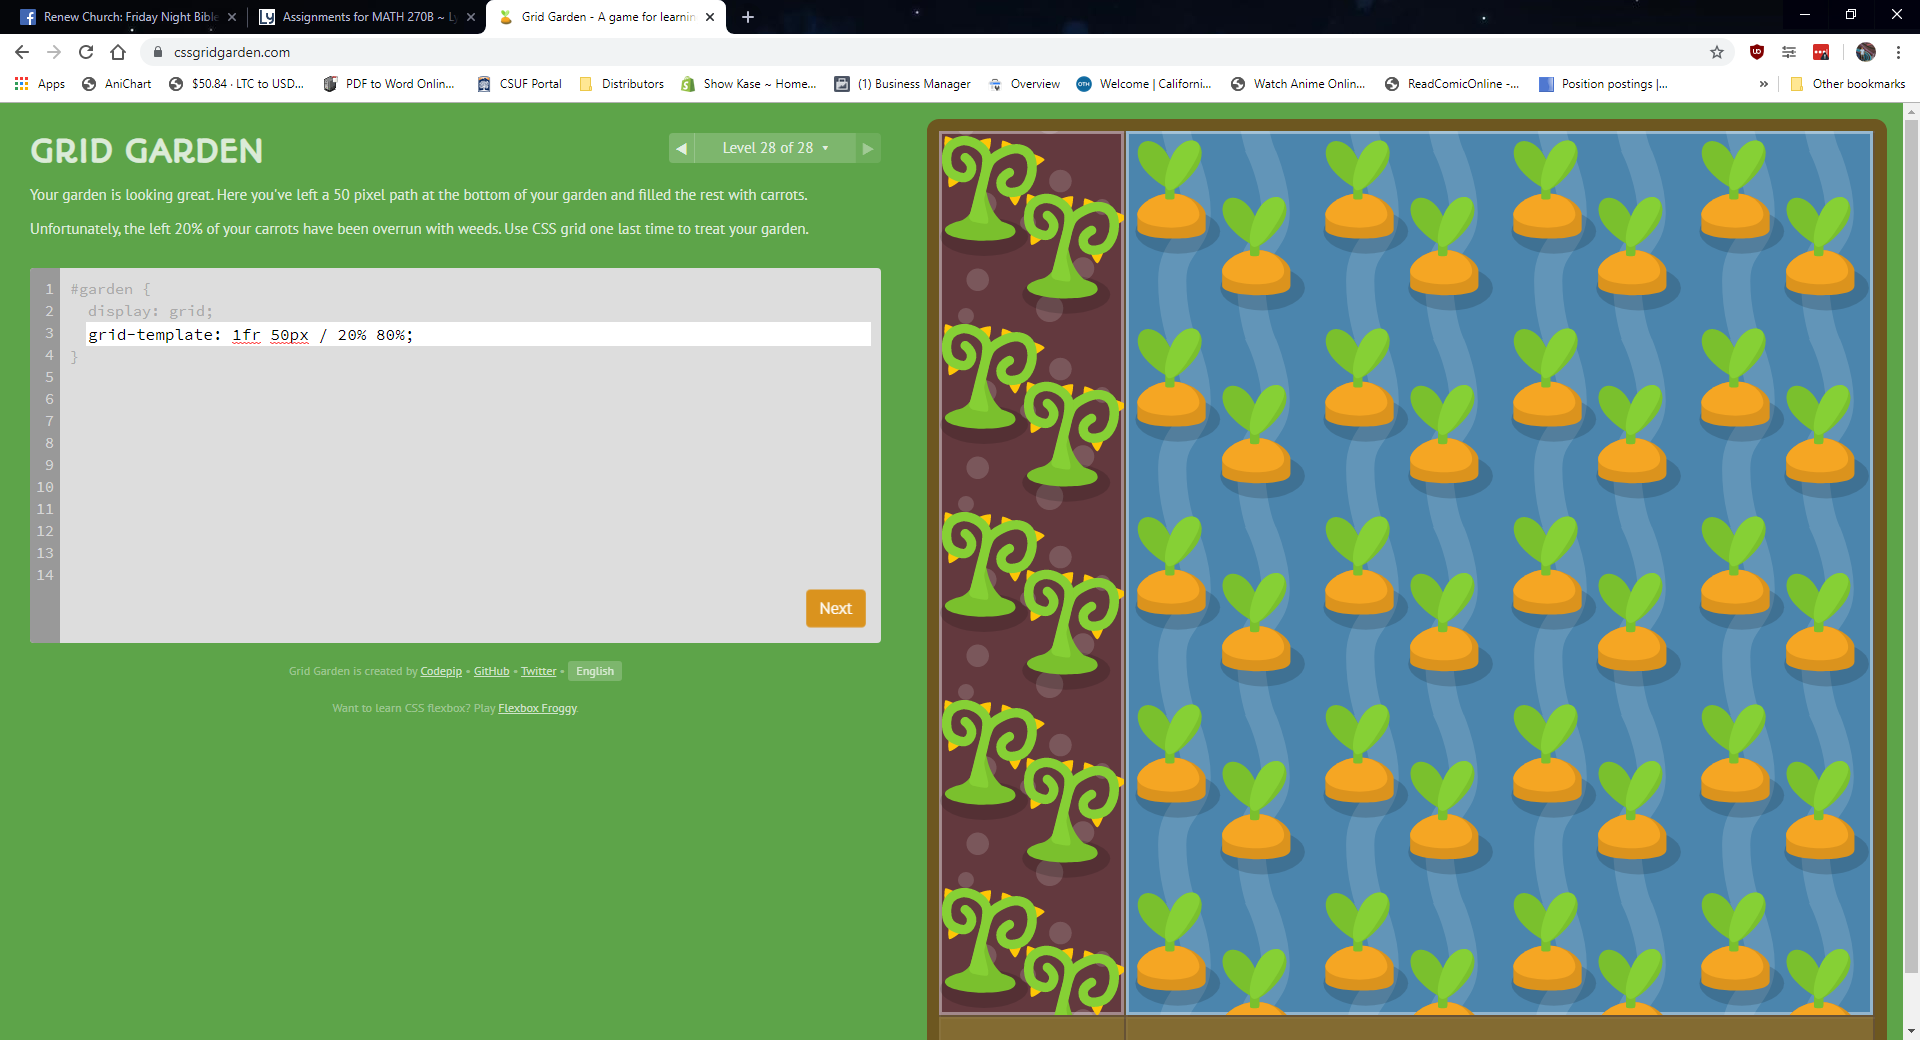 Renew Church: Friday Night Bible
Assignments for MATH 270B ~ Ly
Grid Garden - A game for learnin
cssgridgarden.com
Apps
AniChart
$50.84 · LTC to USD...
PDF to Word Onlin...
CSUF Portal
Distributors
Show Kase ~ Home...
(1) Business Manager
Overview
Welcome | Californi...
Watch Anime Onlin...
ReadComicOnline -...
Position postings |...
»
Other bookmarks
GRID GARDEN
Level 28 of 28
Your garden is looking great. Here you've left a 50 pixel path at the bottom of your garden and filled the rest with carrots.
Unfortunately, the left 20% of your carrots have been overrun with weeds. Use CSS grid one last time to treat your garden.
1 #garden {
2 display: grid;
3 grid-template: 1fr 50px / 20% 80%;
4 }
5
6
7
8
9
10
11
12
13
14
Next
Grid Garden is created by Codepip • GitHub • Twitter • English
Want to learn CSS flexbox? Play Flexbox Froggy.